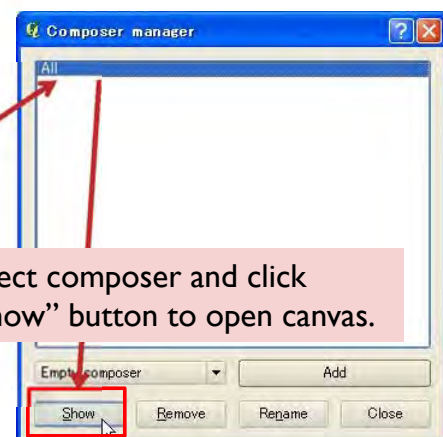 Composer manager
All
ect composer and click
how” button to open canvas.
Empty composer
Add
Show
Remove
Rename
Close